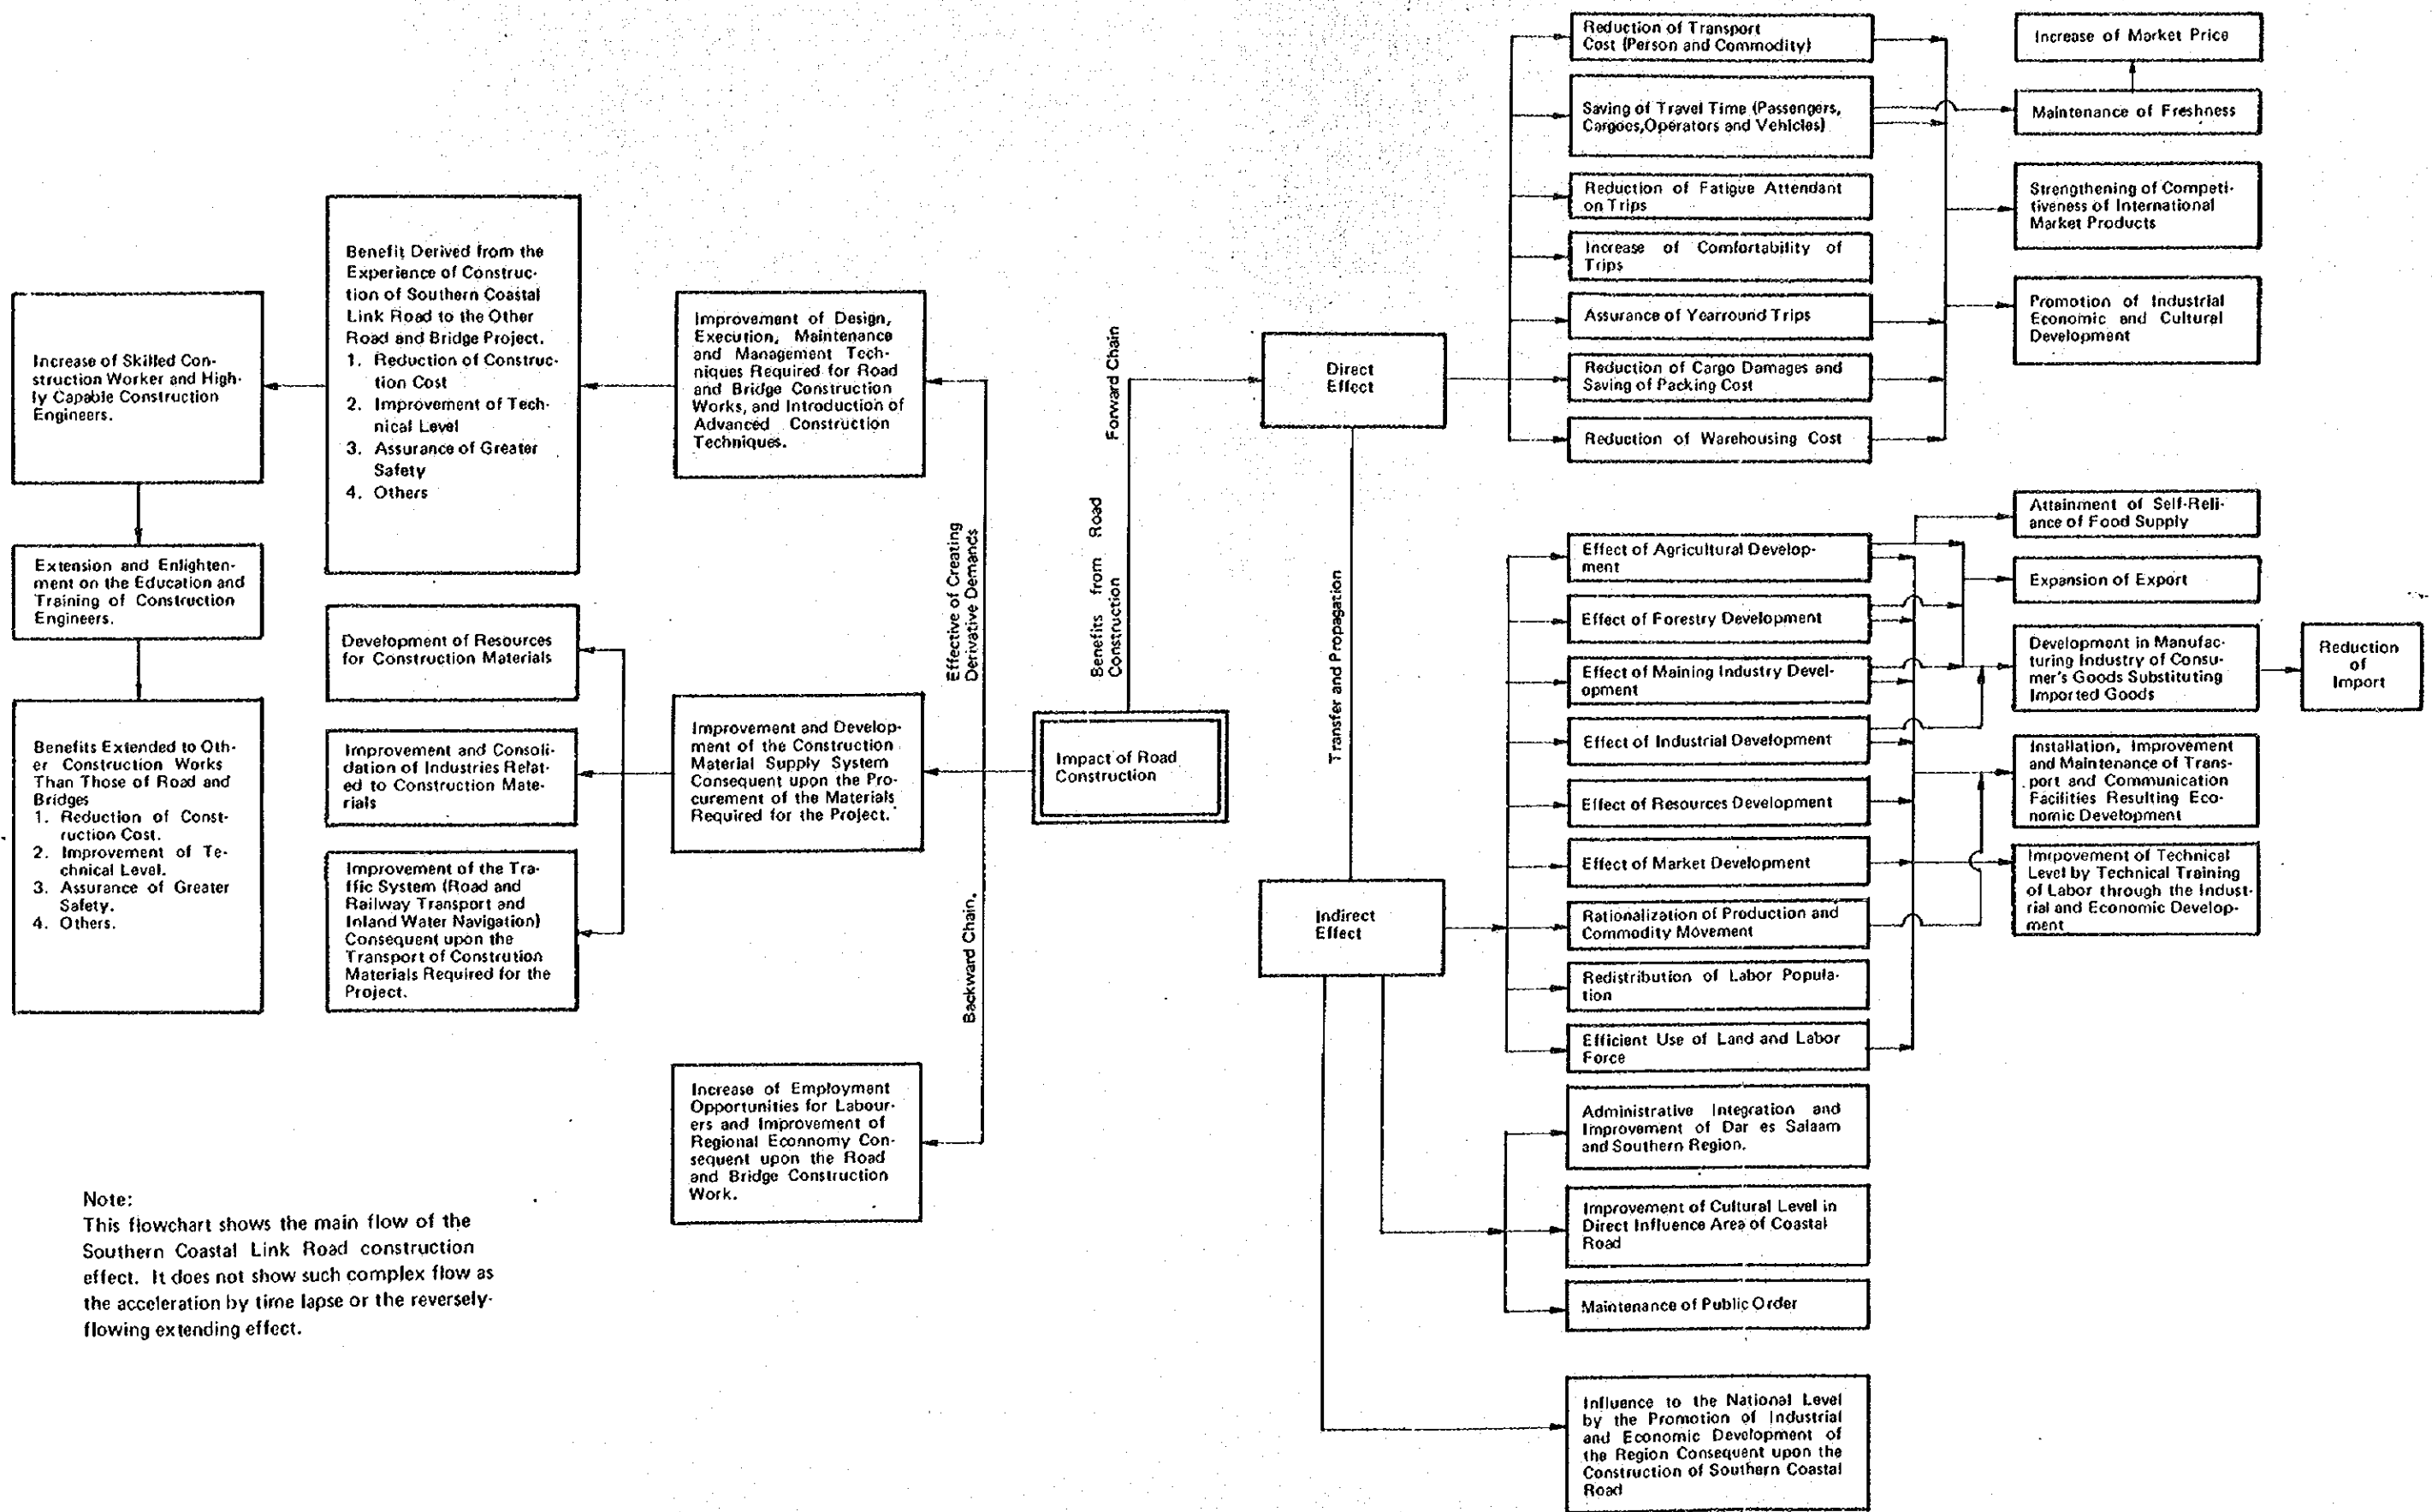 Increase of Skilled Con-
struction Worker and High-
ly Capable Construction
Engineers.
Extension and Enlighten-
ment on the Education and
Training of Construction
Engineers.
Benefits Extended to Oth-
er Construction Works
Than Those of Road and
Bridges
1. Reduction of Const-
ruction Cost.
2. Improvement of Te-
chnical Level.
3. Assurance of Greater
Safety.
4. Others.
Benefit Derived from the
Experience of Construc-
tion of Southern Coastal
Link Road to the Other
Road and Bridge Project.
1. Reduction of Construc-
tion Cost
2. Improvement of Tech-
nical Level
3. Assurance of Greater
Safety
4. Others
Development of Resources
for Construction Materials
Improvement and Consoli-
dation of Industries Relat-
ed to Construction Mate-
rials
Improvement of the Tra-
ffic System (Road and
Railway Transport and
Inland Water Navigation)
Consequent upon the
Transport of Constrution
Materials Required for the
Project.
Improvement of Design,
Execution, Maintenance
and Management Tech-
niques Required for Road
and Bridge Construction
Works, and Introduction of
Advanced Construction
Techniques.
Improvement and Develop-
ment of the Construction
Material Supply System
Consequent upon the Pro-
curement of the Materials
Required for the Project.
Increase of Employment
Opportunities for Labour-
ers and Improvement of
Regional Econnomy Con-
sequent upon the Road
and Bridge Construction
Work.
Effective of Creating
Derivative Demands
Backward Chain.
Impact of Road
Construction
Benefits from Road
Construction
Forward Chain
Direct
Effect
Transfer and Propagation
Indirect
Effect
Reduction of Transport
Cost (Person and Commodity)
Saving of Travel Time (Passengers,
Cargoes,Operators and Vehicles)
Reduction of Fatigue Attendant
on Trips
Increase of Comfortability of
Trips
Assurance of Yearround Trips
Reduction of Cargo Damages and
Saving of Packing Cost
Reduction of Warehousing Cost
Increase of Market Price
Maintenance of Freshness
Strengthening of Competi-
tiveness of International
Market Products
Promotion of Industrial
Economic and Cultural
Development
Effect of Agricultural Develop-
ment
Effect of Forestry Development
Effect of Maining Industry Devel-
opment
Effect of Industrial Development
Effect of Resources Development
Effect of Market Development
Rationalization of Production and
Commodity Movement
Redistribution of Labor Popula-
tion
Efficient Use of Land and Labor
Force
Administrative Integration and
Improvement of Dar es Salaam
and Southern Region.
Improvement of Cultural Level in
Direct Influence Area of Coastal
Road
Maintenance of Public Order
Influence to the National Level
by the Promotion of Industrial
and Economic Development of
the Region Consequent upon the
Construction of Southern Coastal
Road
Attainment of Self-Reli-
ance of Food Supply
Expansion of Export
Development in Manufac-
turing Industry of Consu-
mer's Goods Substituting
Imported Goods
Installation, Improvement
and Maintenance of Trans-
port and Communication
Facilities Resulting Eco-
nomic Development
Imrpovement of Technical
Level by Technical Training
of Labor through the Indust-
rial and Economic Develop-
ment
Reduction
of
Import
Note:
This flowchart shows the main flow of the
Southern Coastal Link Road construction
effect. It does not show such complex flow as
the acceleration by time lapse or the reversely-
flowing extending effect.